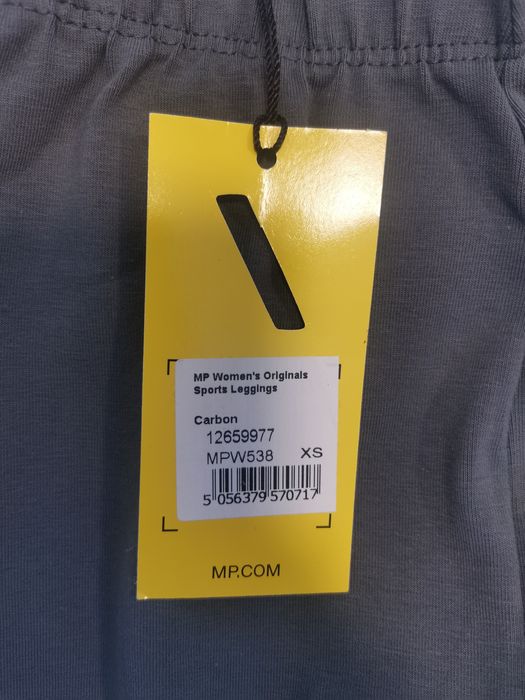 MP Women's Originals
Sports Leggings
Carbon
12659977
MPW538 XS
5 056379 570717
MP.COM